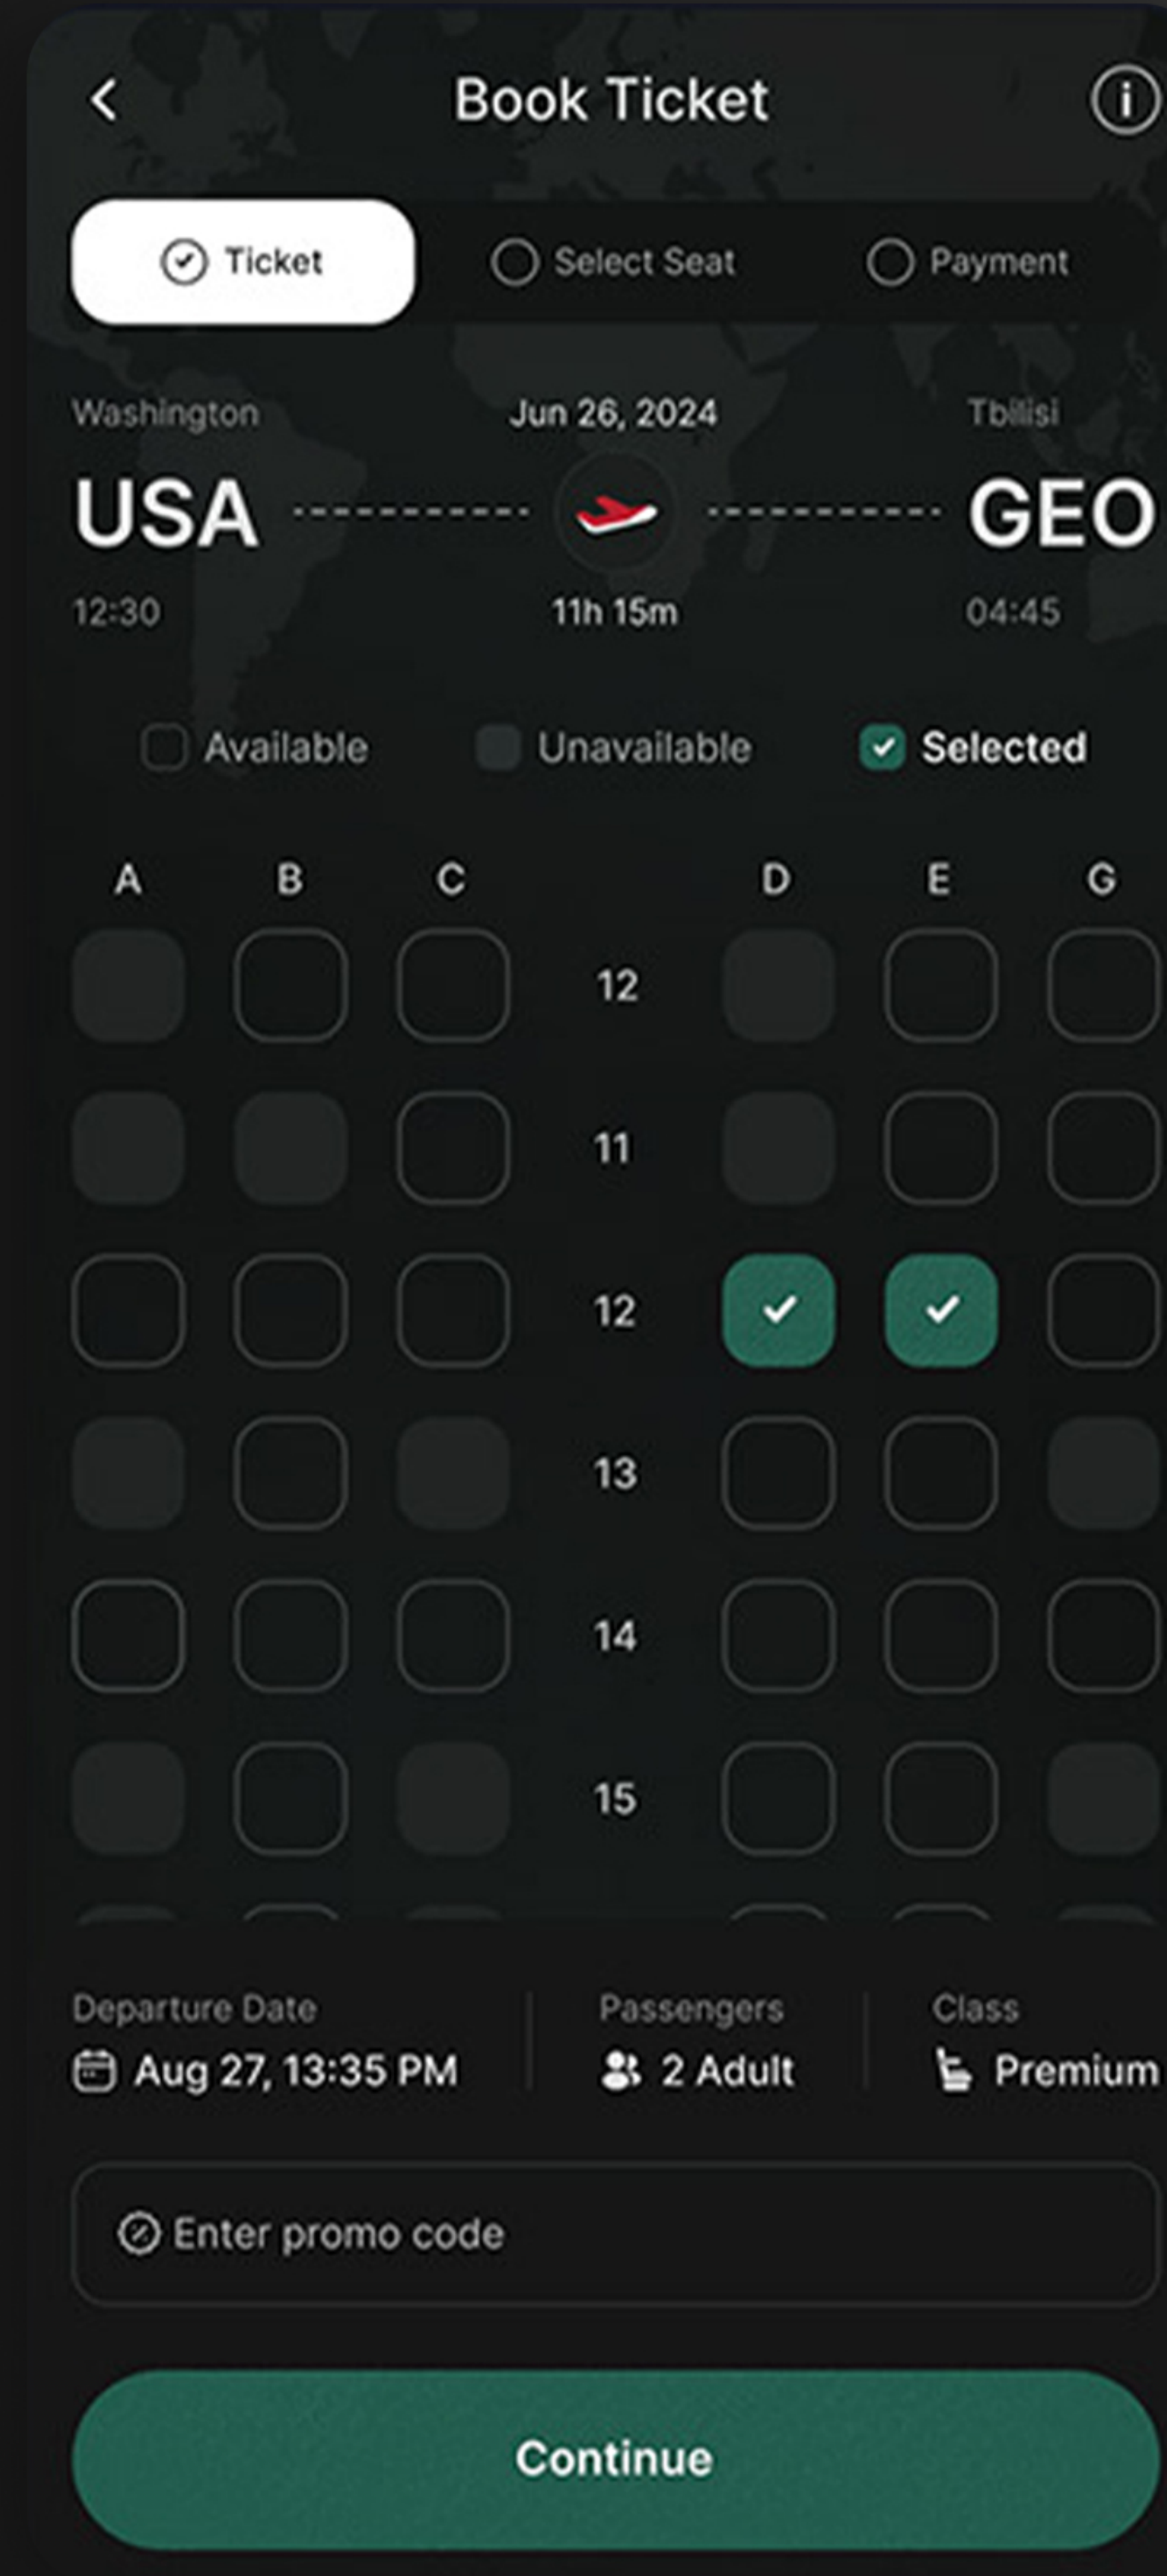 Book Ticket
Ticket Select Seat Payment
Washington Jun 26, 2024 Tbilisi
USA GEO
12:30 11h 15m 04:45
Available Unavailable Selected
A B C D E G
12
11
12
13
14
15
Departure Date Passengers Class
Aug 27, 13:35 PM 2 Adult Premium
Enter promo code
Continue